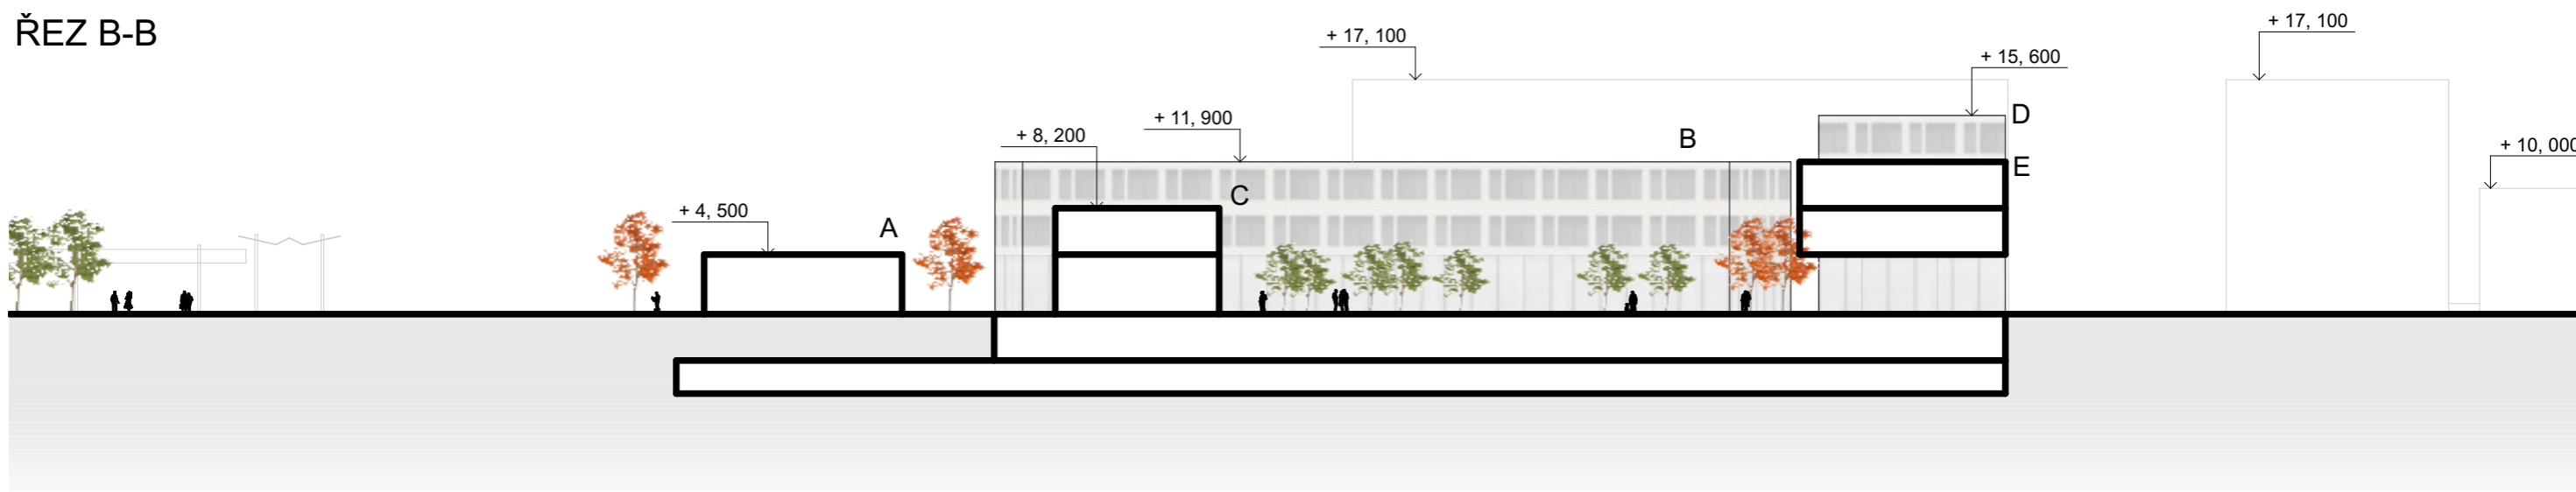 ŘEZ B-B
+ 17, 100
+ 17, 100
+ 15, 600
+ 11, 900
+ 8, 200
B
D
E
+ 10, 000
C
+ 4, 500
A